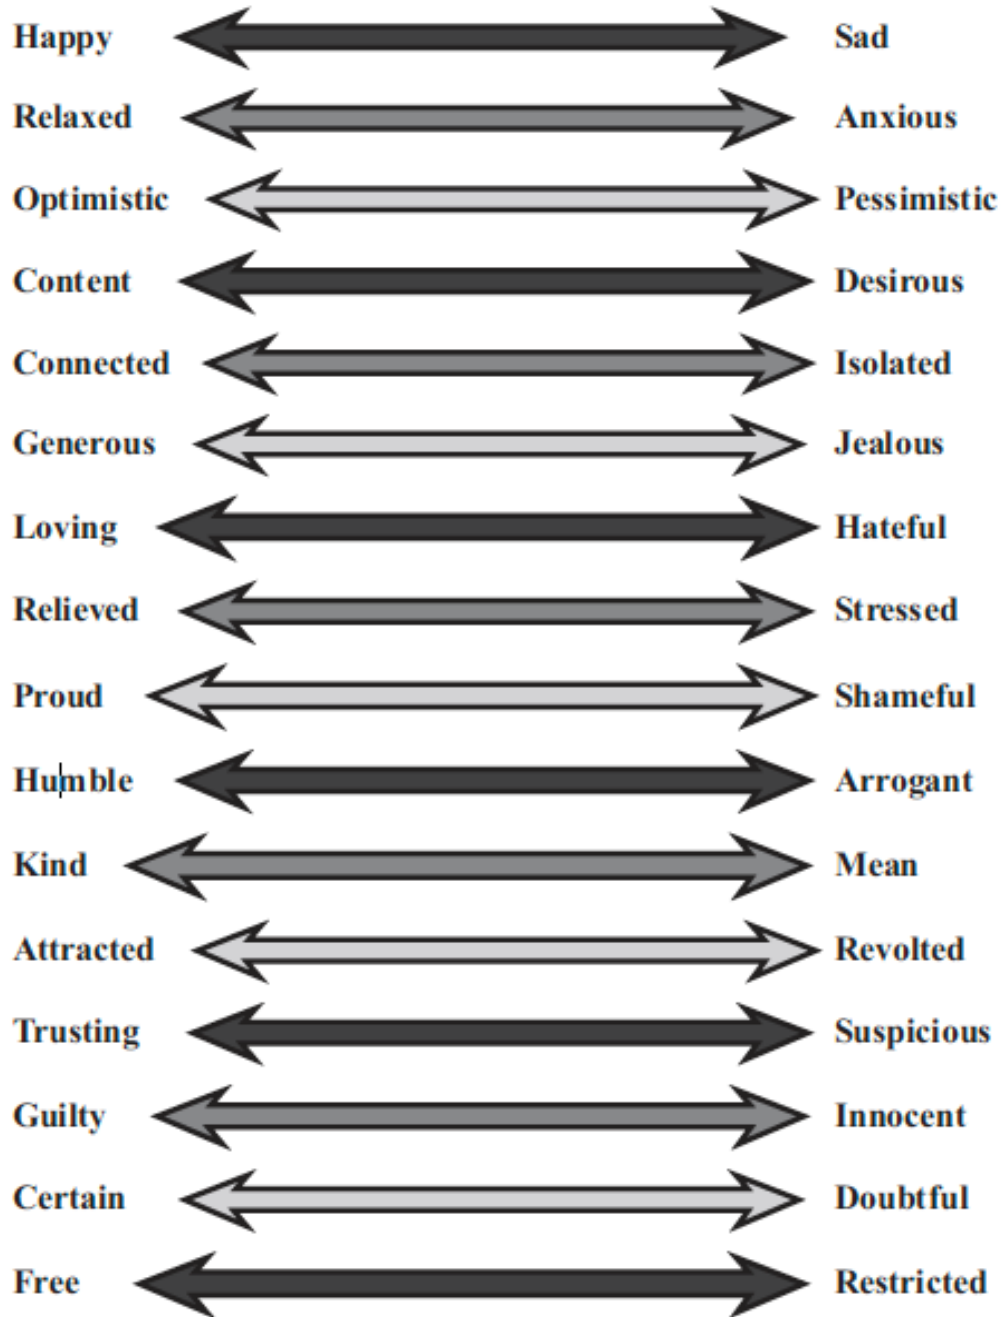 Happy Sad
Relaxed Anxious
Optimistic Pessimistic
Content Desirous
Connected Isolated
Generous Jealous
Loving Hateful
Relieved Stressed
Proud Shameful
Humble Arrogant
Kind Mean
Attracted Revolted
Trusting Suspicious
Guilty Innocent
Certain Doubtful
Free Restricted